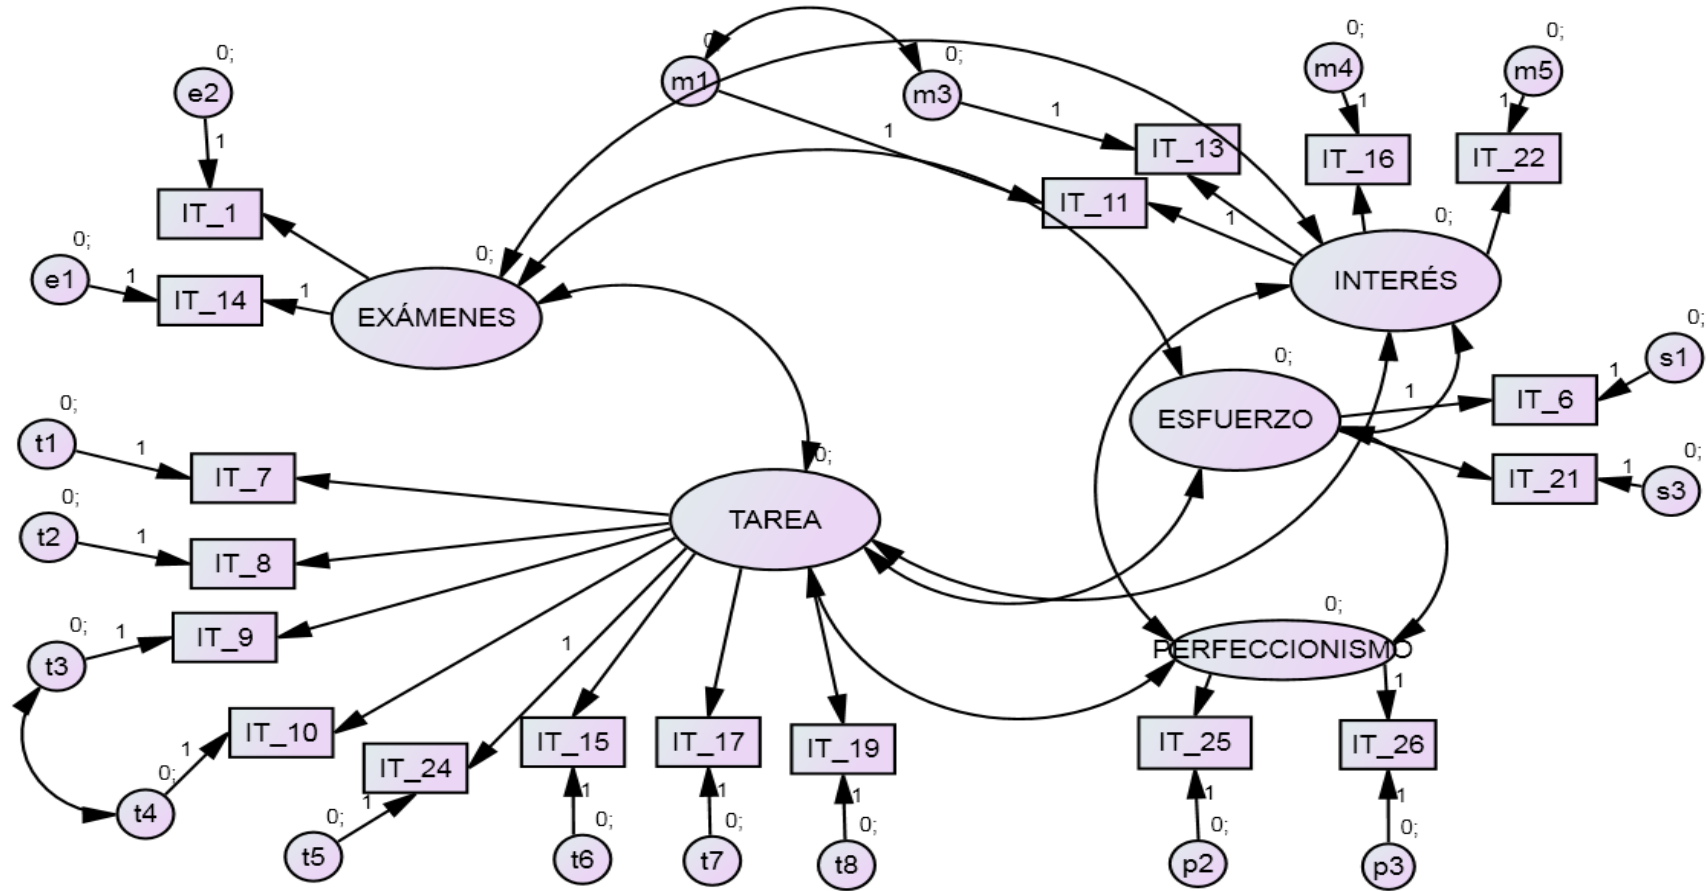 0;
e2
1
IT_1
0;
e1
1
IT_14
1
0;
EXÁMENES
0;
m1
1
0;
m3
1
IT_13
IT_11
1
0;
m4
1
IT_16
0;
m5
1
IT_22
0;
INTERÉS
0;
ESFUERZO
1
IT_6
1
0;
s1
IT_21
1
0;
s3
0;
t1
1
IT_7
0;
t2
1
IT_8
0;
t3
1
IT_9
0;
t4
1
IT_10
0;
TAREA
1
IT_24
1
0;
t5
IT_15
1
0;
t6
IT_17
1
0;
t7
IT_19
1
0;
t8
0;
PERFECCIONISMO
IT_25
1
0;
p2
1
IT_26
1
0;
p3